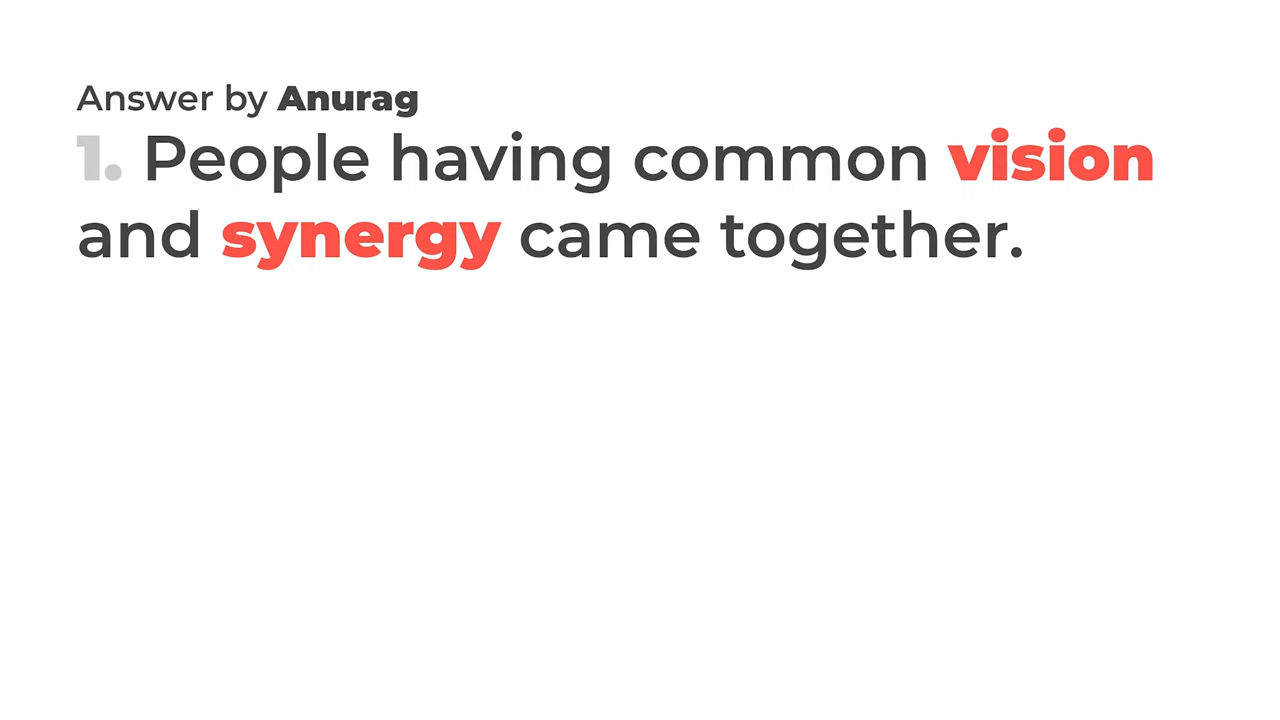 Answer by Anurag
1. People having common vision
and synergy came together.